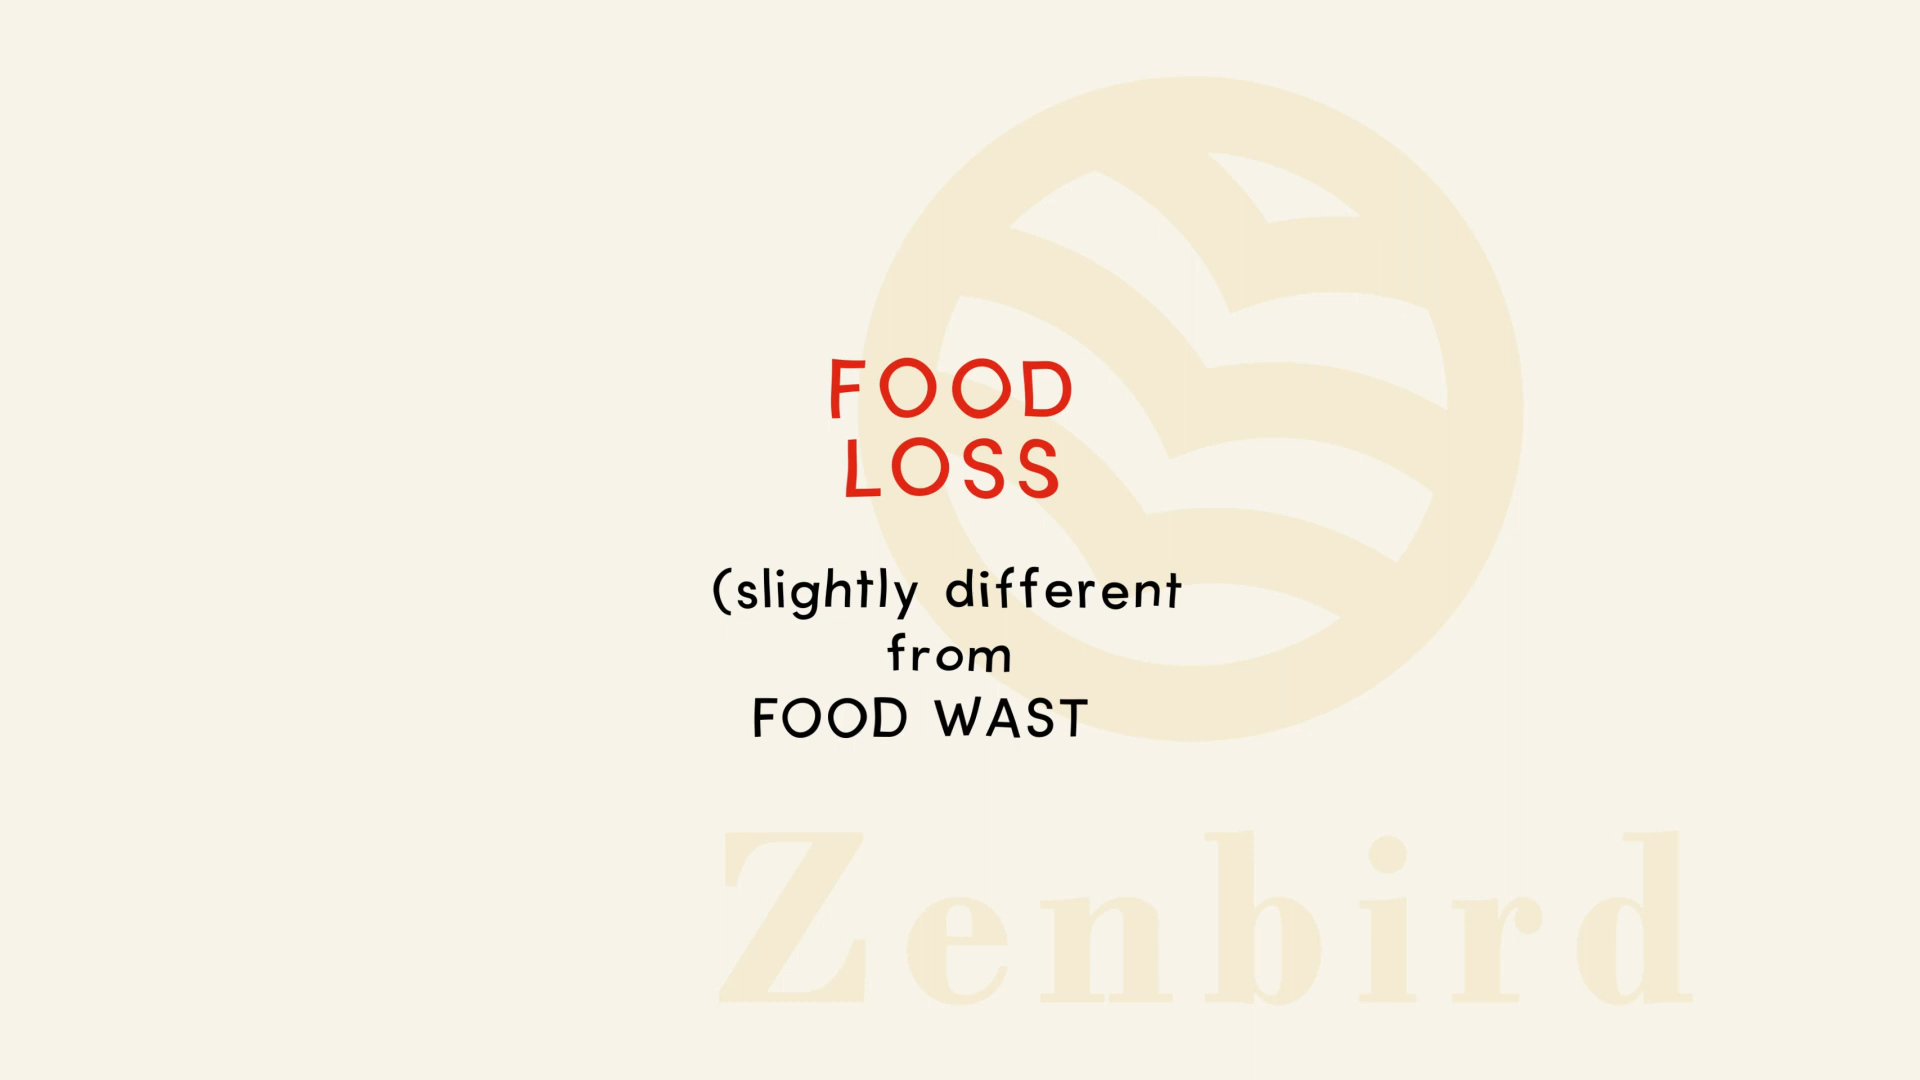 FOOD
LOSS
(slightly different
from
FOOD WAST
Zenbird